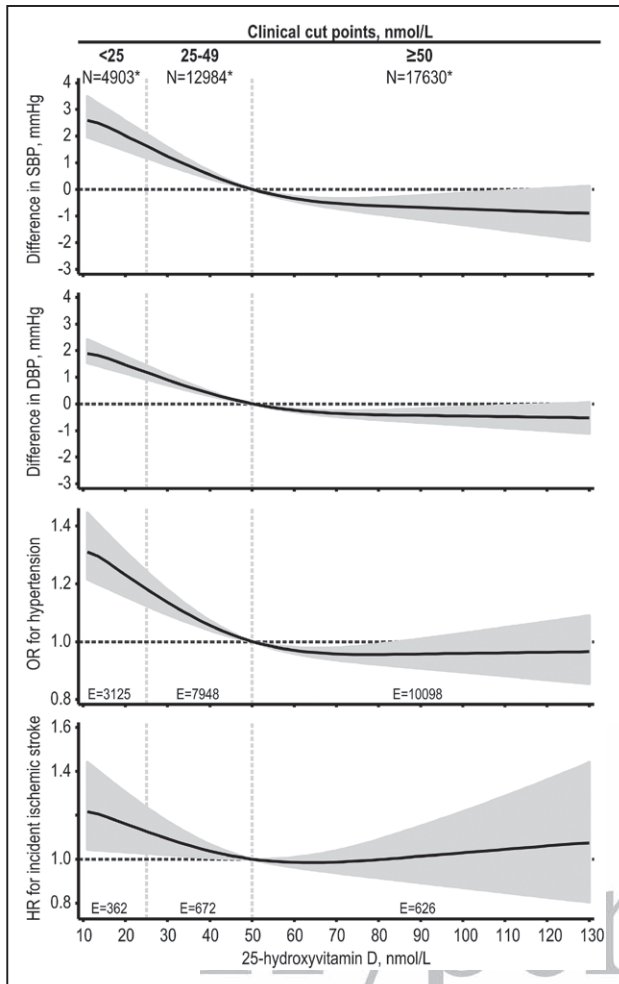 Clinical cut points, nmol/L
<25 25-49 ≥50
N=4903* N=12984* N=17630*
Difference in SBP, mmHg
4
3
2
1
0
-1
-2
-3
Difference in DBP, mmHg
4
3
2
1
0
-1
-2
-3
OR for hypertension
1.4
1.2
1.0
0.8
E=3125 E=7948 E=10098
HR for incident ischemic stroke
1.6
1.4
1.2
1.0
0.8
E=362 E=672 E=626
10 20 30 40 50 60 70 80 90 100 110 120 130
25-hydroxyvitamin D, nmol/L